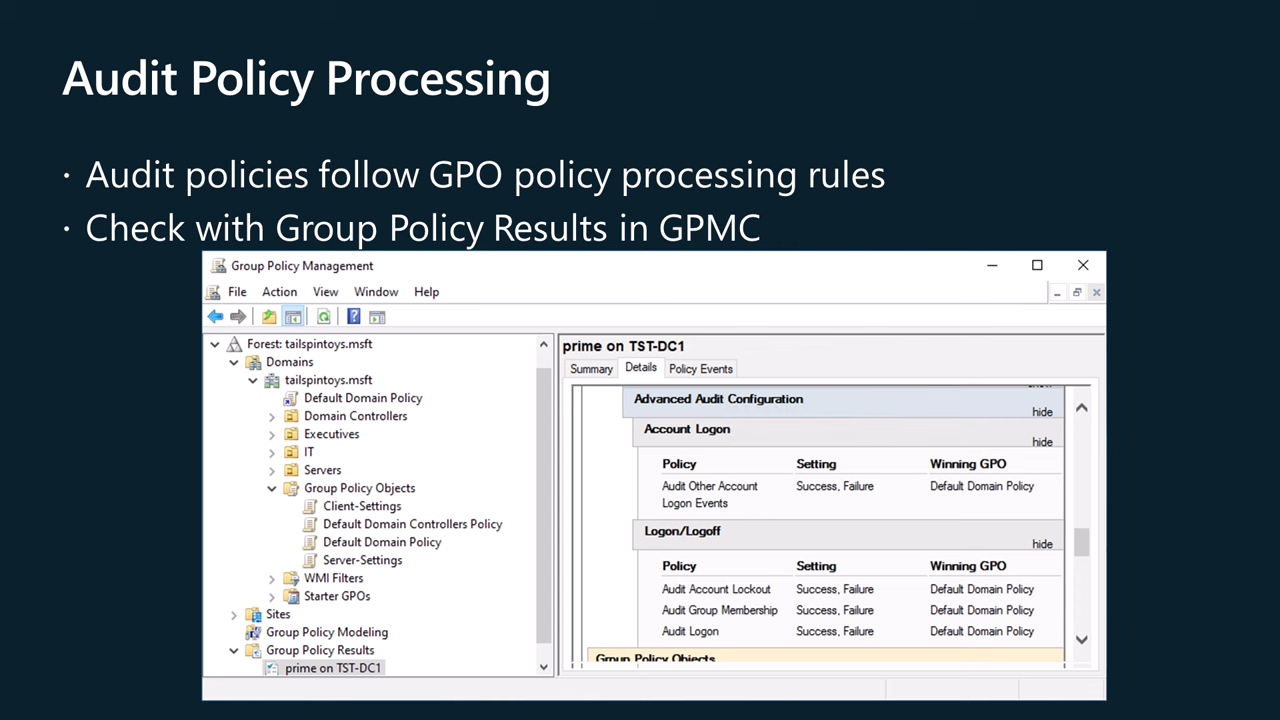 Audit Policy Processing
· Audit policies follow GPO policy processing rules
· Check with Group Policy Results in GPMC
Group Policy Management
File Action View Window Help
Forest: tailspintoys.msft
Domains
tailspintoys.msft
Default Domain Policy
Domain Controllers
Executives
IT
Servers
Group Policy Objects
Client-Settings
Default Domain Controllers Policy
Default Domain Policy
Server-Settings
WMI Filters
Starter GPOs
Sites
Group Policy Modeling
Group Policy Results
prime on TST-DC1
prime on TST-DC1
Summary Details Policy Events
Advanced Audit Configuration
hide
Account Logon
hide
Policy Setting Winning GPO
Audit Other Account Success, Failure Default Domain Policy
Logon Events
Logon/Logoff
hide
Policy Setting Winning GPO
Audit Account Lockout Success, Failure Default Domain Policy
Audit Group Membership Success, Failure Default Domain Policy
Audit Logon Success, Failure Default Domain Policy
Group Policy Objects